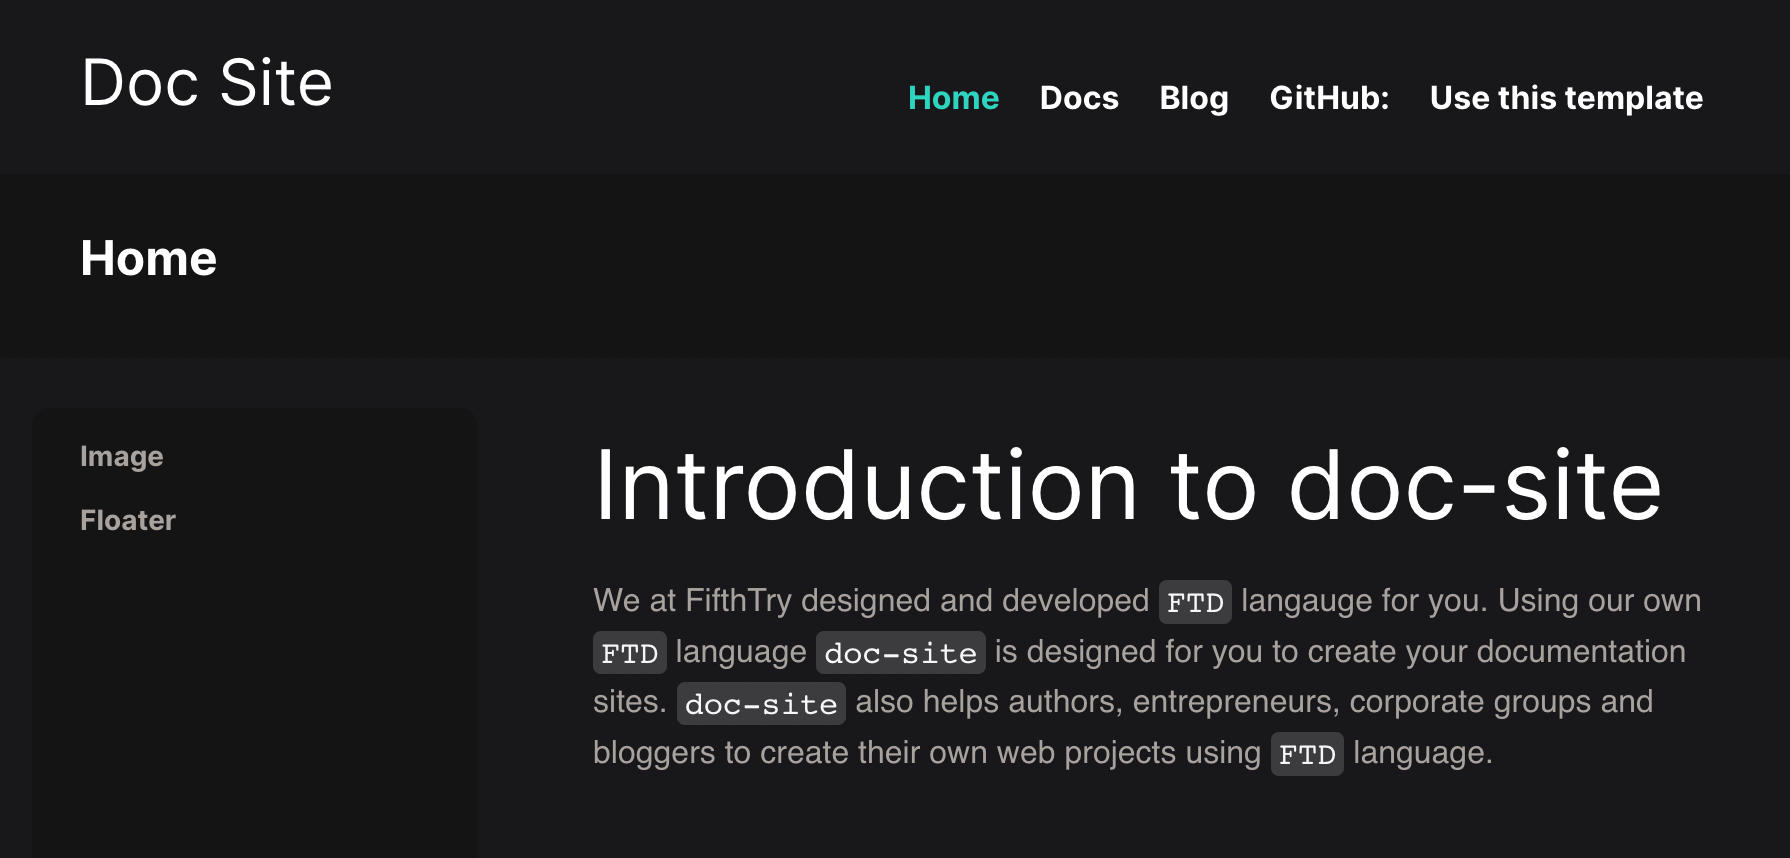 Doc Site
Home Docs Blog GitHub: Use this template
Home
Image
Floater
Introduction to doc-site
We at FifthTry designed and developed FTD langauge for you. Using our own
FTD language doc-site is designed for you to create your documentation
sites. doc-site also helps authors, entrepreneurs, corporate groups and
bloggers to create their own web projects using FTD language.